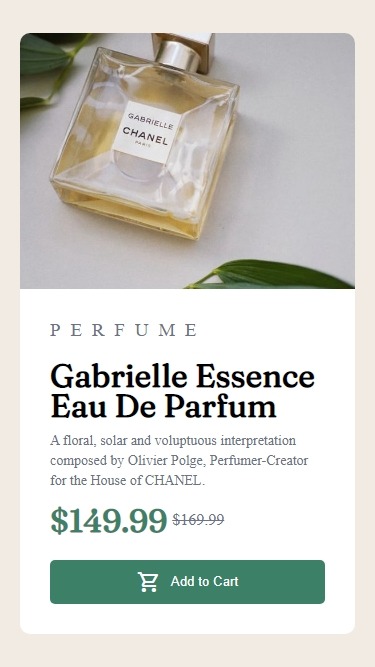 GABRIELLE
CHANEL
PARIS
PERFUME
Gabrielle Essence
Eau De Parfum
A floral, solar and voluptuous interpretation
composed by Olivier Polge, Perfumer-Creator
for the House of CHANEL.
$149.99 $169.99
Add to Cart